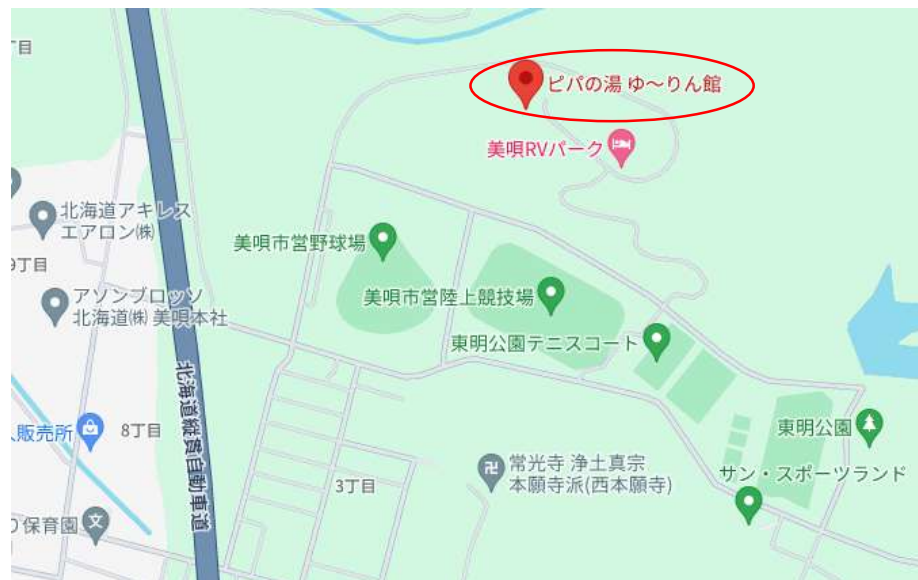 丁目
ピパの湯 ゆ〜りん館
美唄RVパーク
北海道アキレス
エアロン㈱
美唄市営野球場
9丁目
アソンブロッソ
北海道㈱ 美唄本社
美唄市営陸上競技場
東明公園テニスコート
北海道縦貫自動車道
人販売所
8丁目
東明公園
常光寺 浄土真宗
本願寺派(西本願寺)
サン・スポーツランド
3丁目
り保育園
文